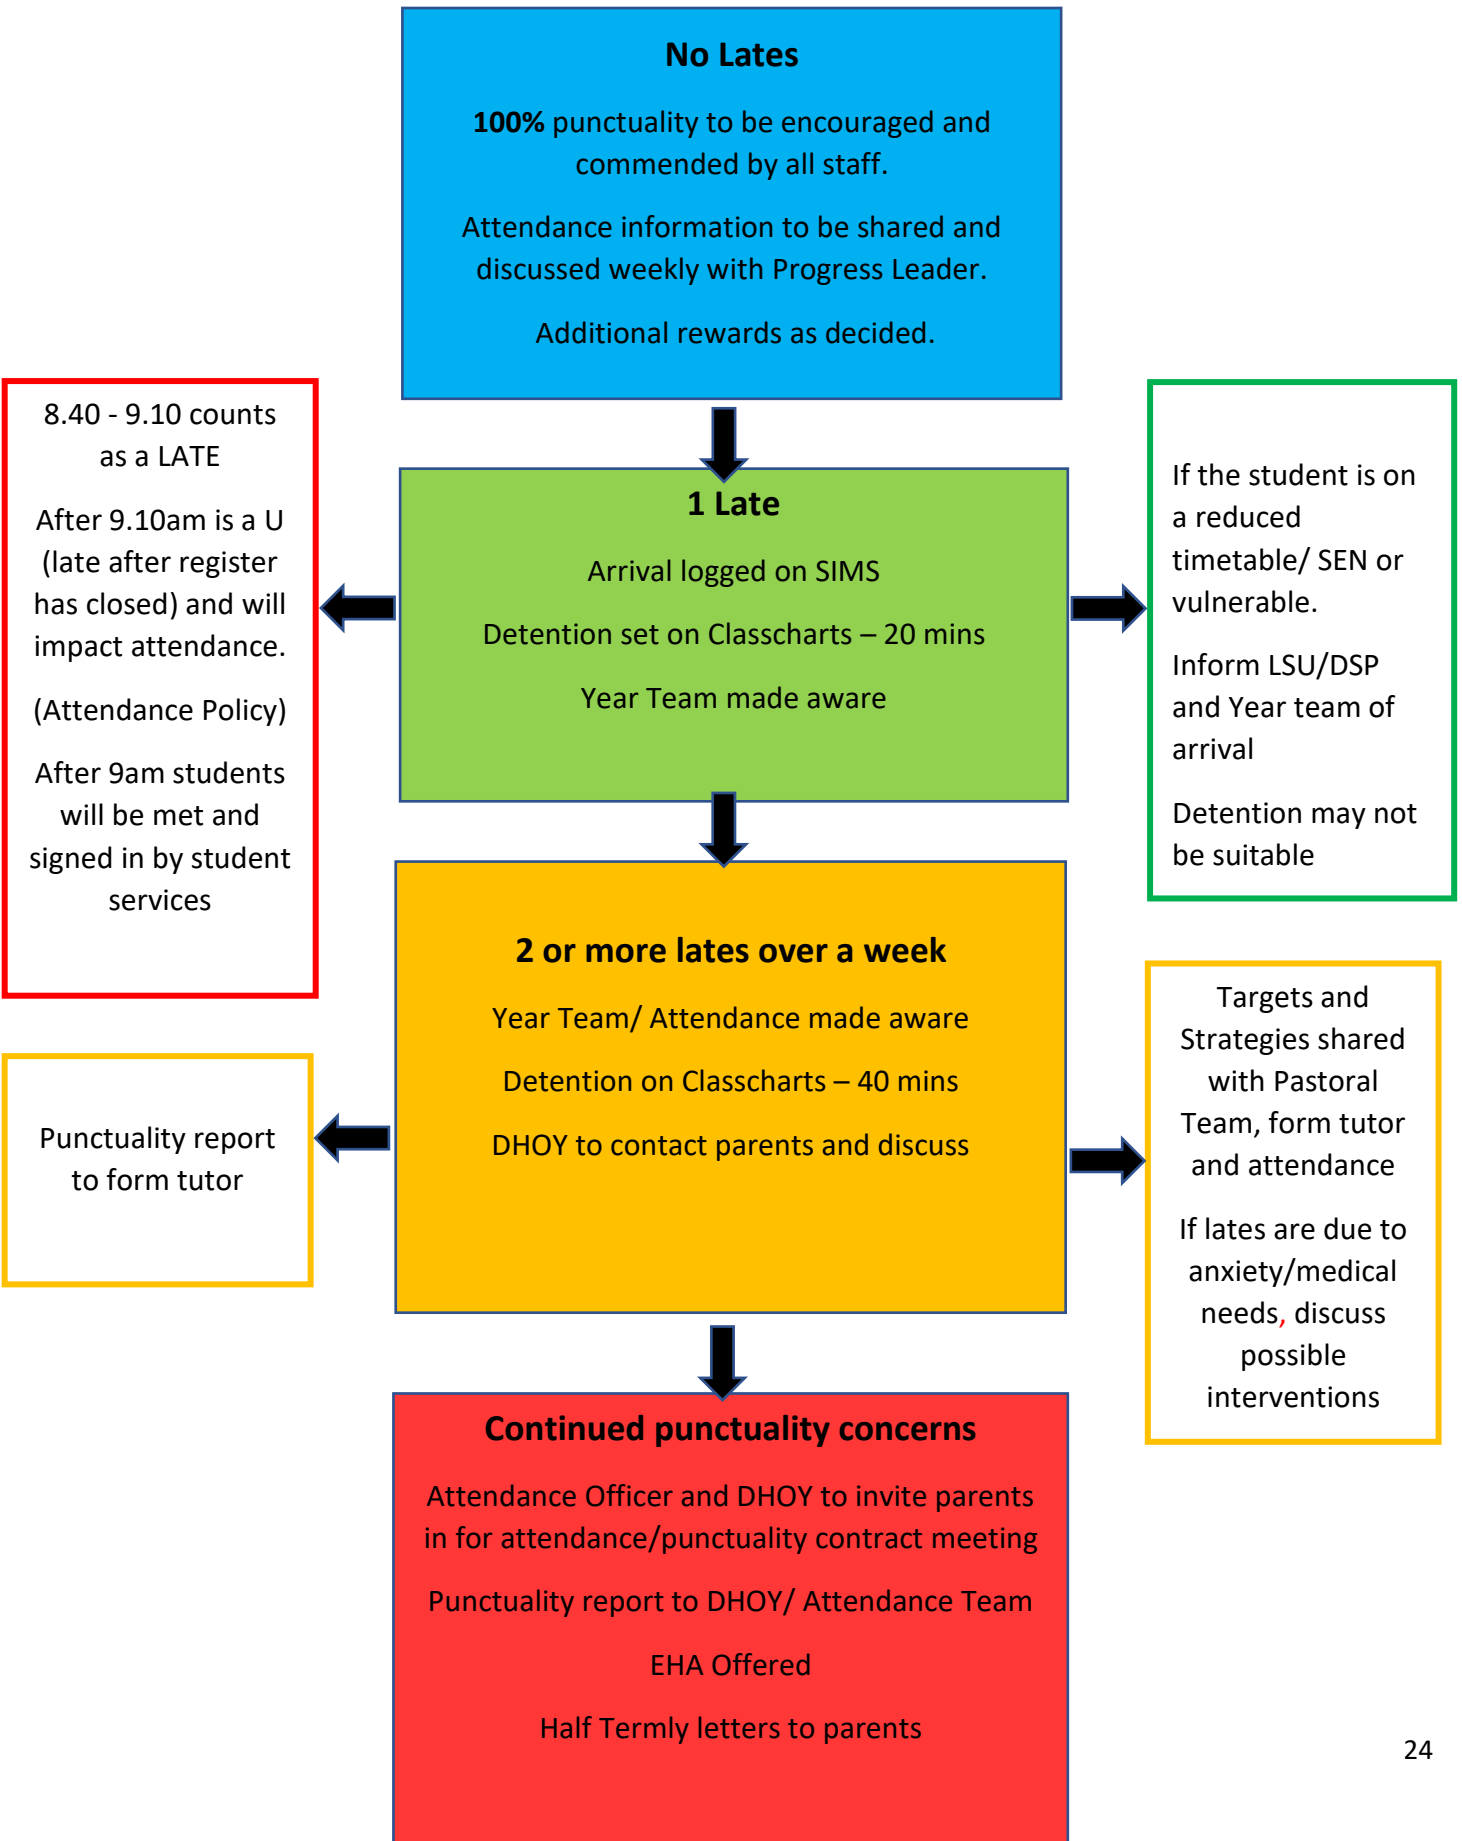 No Lates
100% punctuality to be encouraged and
commended by all staff.
Attendance information to be shared and
discussed weekly with Progress Leader.
Additional rewards as decided.
8.40 - 9.10 counts
as a LATE
After 9.10am is a U
(late after register
has closed) and will
impact attendance.
(Attendance Policy)
After 9am students
will be met and
signed in by student
services
1 Late
Arrival logged on SIMS
Detention set on Classcharts – 20 mins
Year Team made aware
If the student is on
a reduced
timetable/ SEN or
vulnerable.
Inform LSU/DSP
and Year team of
arrival
Detention may not
be suitable
2 or more lates over a week
Year Team/ Attendance made aware
Detention on Classcharts – 40 mins
DHOY to contact parents and discuss
Punctuality report
to form tutor
Targets and
Strategies shared
with Pastoral
Team, form tutor
and attendance
If lates are due to
anxiety/medical
needs, discuss
possible
interventions
Continued punctuality concerns
Attendance Officer and DHOY to invite parents
in for attendance/punctuality contract meeting
Punctuality report to DHOY/ Attendance Team
EHA Offered
Half Termly letters to parents
24